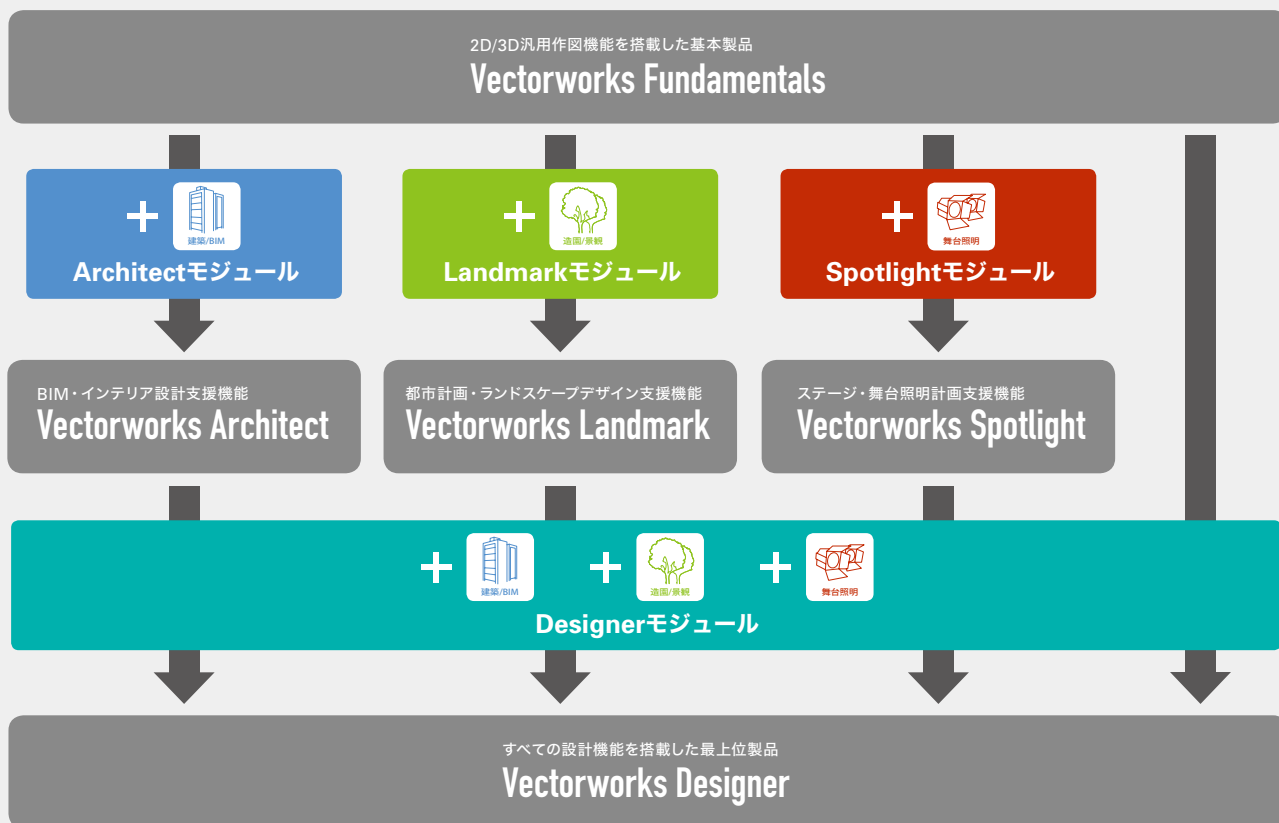 2D/3D汎用作図機能を搭載した基本製品
Vectorworks Fundamentals
+
建築/BIM
Architectモジュール
+
造園/景観
Landmarkモジュール
+
舞台照明
Spotlightモジュール
BIM・インテリア設計支援機能
Vectorworks Architect
都市計画・ランドスケープデザイン支援機能
Vectorworks Landmark
ステージ・舞台照明計画支援機能
Vectorworks Spotlight
+ 建築/BIM + 造園/景観 + 舞台照明
Designerモジュール
すべての設計機能を搭載した最上位製品
Vectorworks Designer